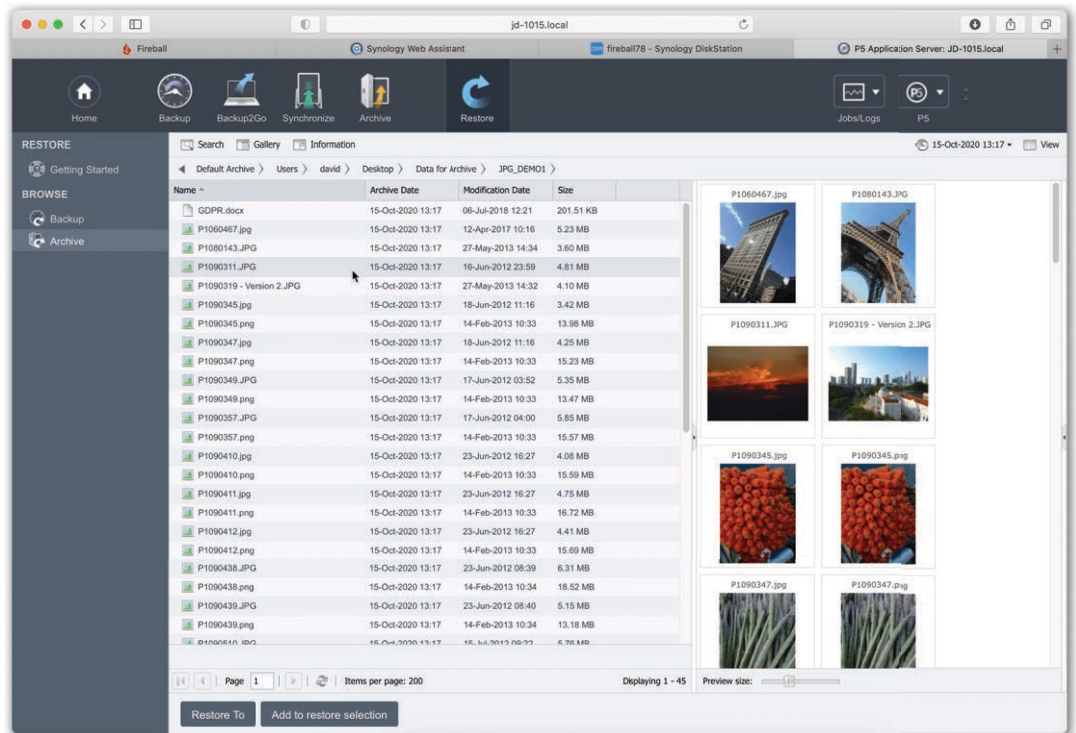 jd-1015.local
Fireball
Synology Web Assistant
fireball78 - Synology DiskStation
P5 Application Server: JD-1015.local
Home
Backup
Backup2Go
Synchronize
Archive
Restore
Jobs/Logs
P5
RESTORE
Getting Started
BROWSE
Backup
Archive
Search Gallery Information
15-Oct-2020 13:17 View
Default Archive Users david Desktop Data for Archive JPG_DEMO1
Name Archive Date Modification Date Size
GDPR.docx 15-Oct-2020 13:17 06-Jul-2018 12:21 201.51 KB
P1060467.jpg 15-Oct-2020 13:17 12-Apr-2017 10:16 5.23 MB
P1080143.JPG 15-Oct-2020 13:17 27-May-2013 14:34 3.60 MB
P1090311.JPG 15-Oct-2020 13:17 16-Jun-2012 23:59 4.81 MB
P1090319 - Version 2.JPG 15-Oct-2020 13:17 27-May-2013 14:32 4.10 MB
P1090345.jpg 15-Oct-2020 13:17 18-Jun-2012 11:16 3.42 MB
P1090345.png 15-Oct-2020 13:17 14-Feb-2013 10:33 13.98 MB
P1090347.jpg 15-Oct-2020 13:17 18-Jun-2012 11:16 4.25 MB
P1090347.png 15-Oct-2020 13:17 14-Feb-2013 10:33 15.23 MB
P1090349.JPG 15-Oct-2020 13:17 17-Jun-2012 03:52 5.35 MB
P1090349.png 15-Oct-2020 13:17 14-Feb-2013 10:33 13.47 MB
P1090357.JPG 15-Oct-2020 13:17 17-Jun-2012 04:00 5.85 MB
P1090357.png 15-Oct-2020 13:17 14-Feb-2013 10:33 15.57 MB
P1090410.jpg 15-Oct-2020 13:17 23-Jun-2012 16:27 4.08 MB
P1090410.png 15-Oct-2020 13:17 14-Feb-2013 10:33 15.59 MB
P1090411.jpg 15-Oct-2020 13:17 23-Jun-2012 16:27 4.75 MB
P1090411.png 15-Oct-2020 13:17 14-Feb-2013 10:33 16.72 MB
P1090412.jpg 15-Oct-2020 13:17 23-Jun-2012 16:27 4.41 MB
P1090412.png 15-Oct-2020 13:17 14-Feb-2013 10:33 15.69 MB
P1090438.JPG 15-Oct-2020 13:17 23-Jun-2012 08:39 6.31 MB
P1090438.png 15-Oct-2020 13:17 14-Feb-2013 10:34 18.52 MB
P1090439.JPG 15-Oct-2020 13:17 23-Jun-2012 08:40 5.15 MB
P1090439.png 15-Oct-2020 13:17 14-Feb-2013 10:34 13.18 MB
P1090510.JPG 15-Oct-2020 13:17 15-Jul-2013 09:22 5.76 MB
P1060467.jpg P1080143.JPG
P1090311.JPG P1090319 - Version 2.JPG
P1090345.jpg P1090345.png
P1090347.jpg P1090347.png
Page 1 Items per page: 200 Displaying 1 - 45
Preview size:
Restore To
Add to restore selection